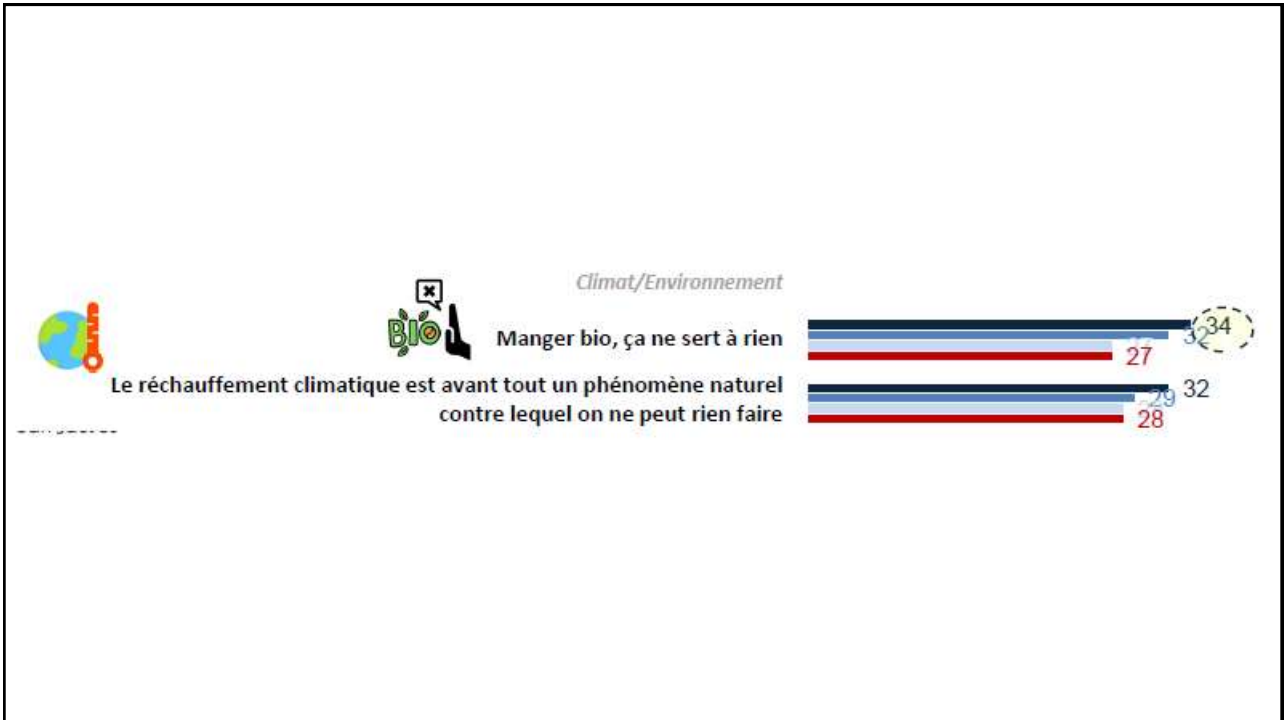 Climat/Environnement
BIO
Manger bio, ça ne sert à rien
34
32
27
Le réchauffement climatique est avant tout un phénomène naturel
contre lequel on ne peut rien faire
32
29
28